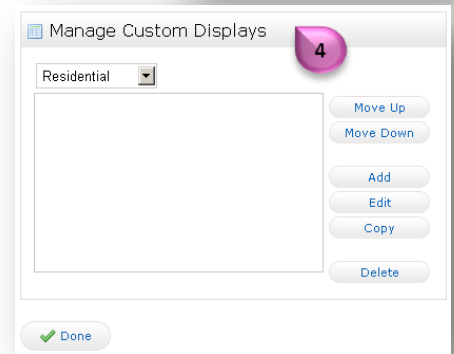 Manage Custom Displays
4
Residential
Move Up
Move Down
Add
Edit
Copy
Delete
Done